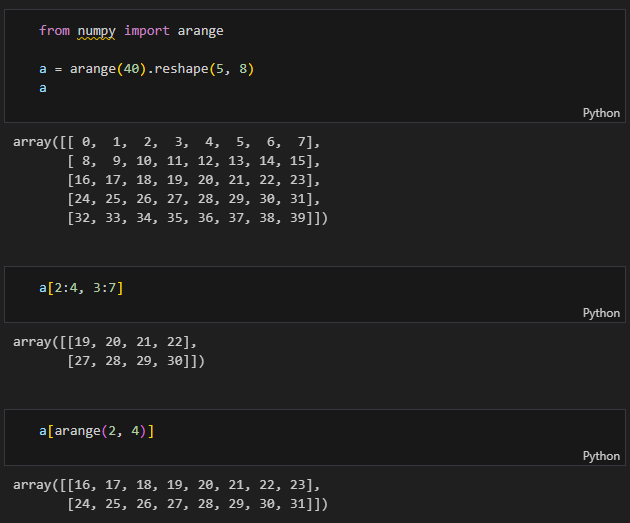 from numpy import arange
a = arange(40).reshape(5, 8)
a
Python
array([[ 0,  1,  2,  3,  4,  5,  6,  7],
       [ 8,  9, 10, 11, 12, 13, 14, 15],
       [16, 17, 18, 19, 20, 21, 22, 23],
       [24, 25, 26, 27, 28, 29, 30, 31],
       [32, 33, 34, 35, 36, 37, 38, 39]])
a[2:4, 3:7]
Python
array([[19, 20, 21, 22],
       [27, 28, 29, 30]])
a[arange(2, 4)]
Python
array([[16, 17, 18, 19, 20, 21, 22, 23],
       [24, 25, 26, 27, 28, 29, 30, 31]])